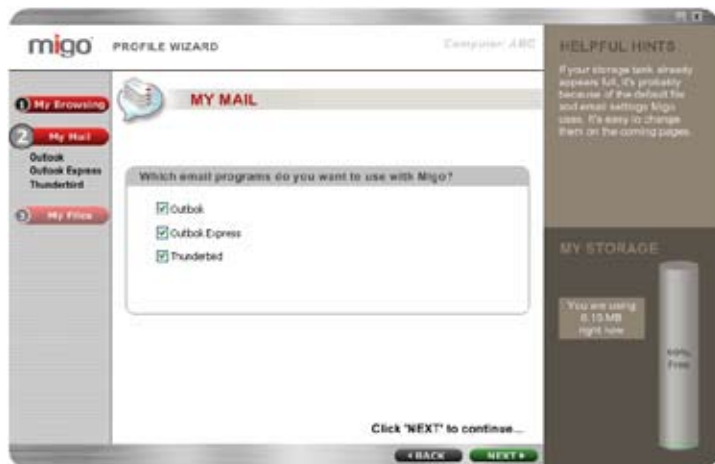 migo
PROFILE WIZARD
Computer: ABC
1 My Browsing
2 My Mail
Outlook
Outlook Express
Thunderbird
3 My Files
MY MAIL
Which email programs do you want to use with Migo?
Outlook
Outlook Express
Thunderbird
Click "NEXT" to continue...
BACK
NEXT
HELPFUL HINTS
If your storage tank already
appears full, it's probably
because of the default file
and email settings Migo
uses. It's easy to change
them on the coming pages.
MY STORAGE
You are using
MB
right now
Free